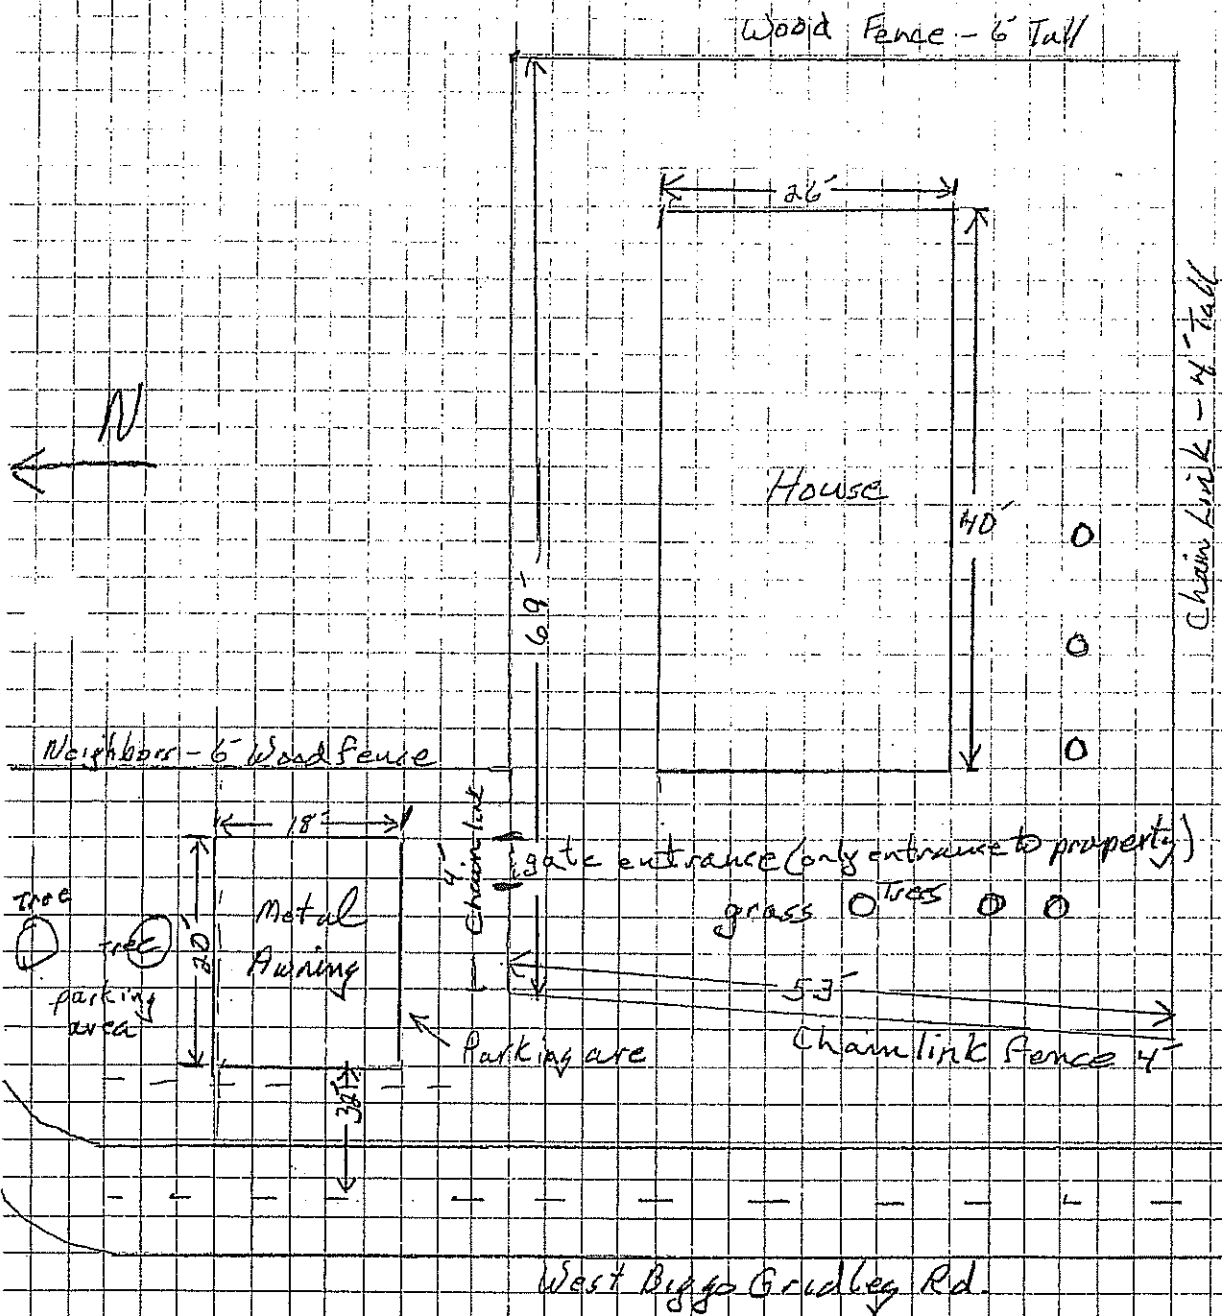 Wood Fence - 6' Tall
26'
N
House
40'
69'
Chain Link - 4' Tall
Neighbors - 6' Wood fence
18'
4' Chain link
gate entrance (only entrance to property)
Tree
Tree
20'
Metal
Awning
grass
Trees
parking
area
53'
Parking are
Chain link fence 4'
32'
West Biggs Gridley Rd.